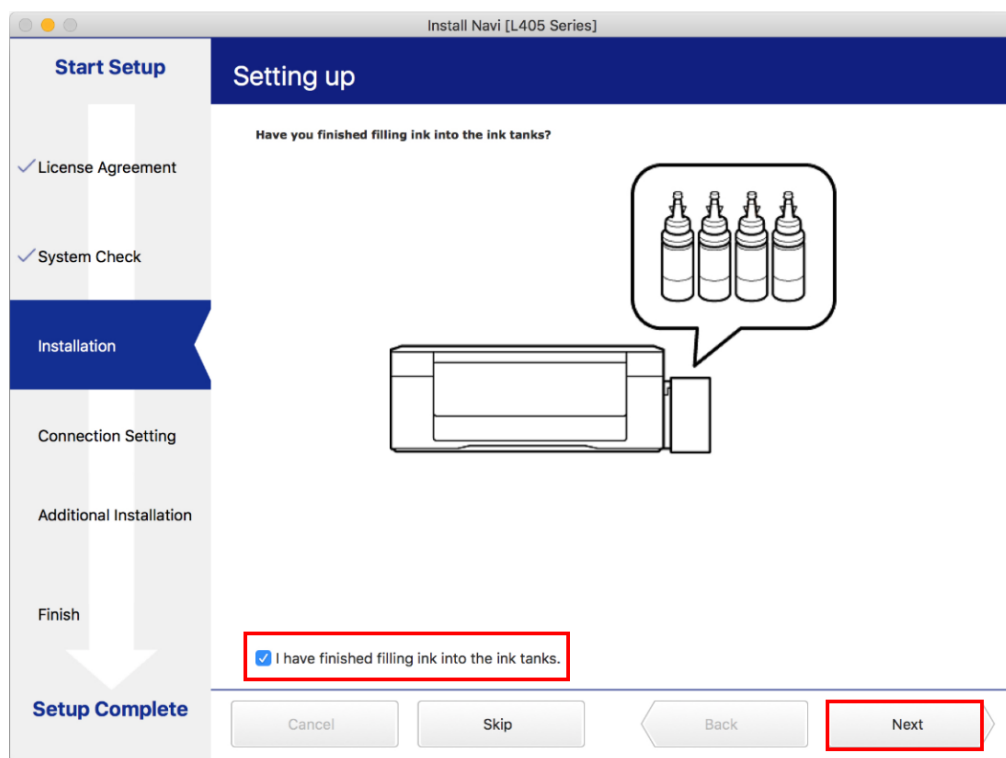 Install Navi [L405 Series]
Start Setup
License Agreement
System Check
Installation
Connection Setting
Additional Installation
Finish
Setup Complete
Setting up
Have you finished filling ink into the ink tanks?
I have finished filling ink into the ink tanks.
Cancel
Skip
Back
Next